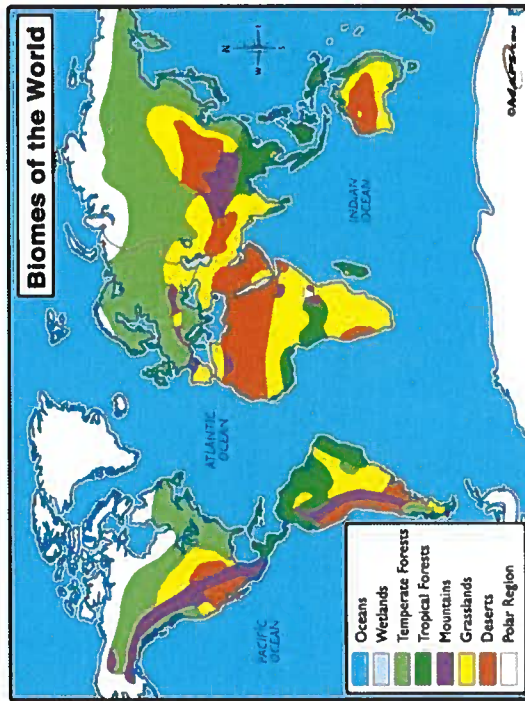 Biomes of the World
N
W
E
S
ATLANTIC
OCEAN
PACIFIC
OCEAN
INDIAN
OCEAN
Oceans
Wetlands
Temperate Forests
Tropical Forests
Mountains
Grasslands
Deserts
Polar Region